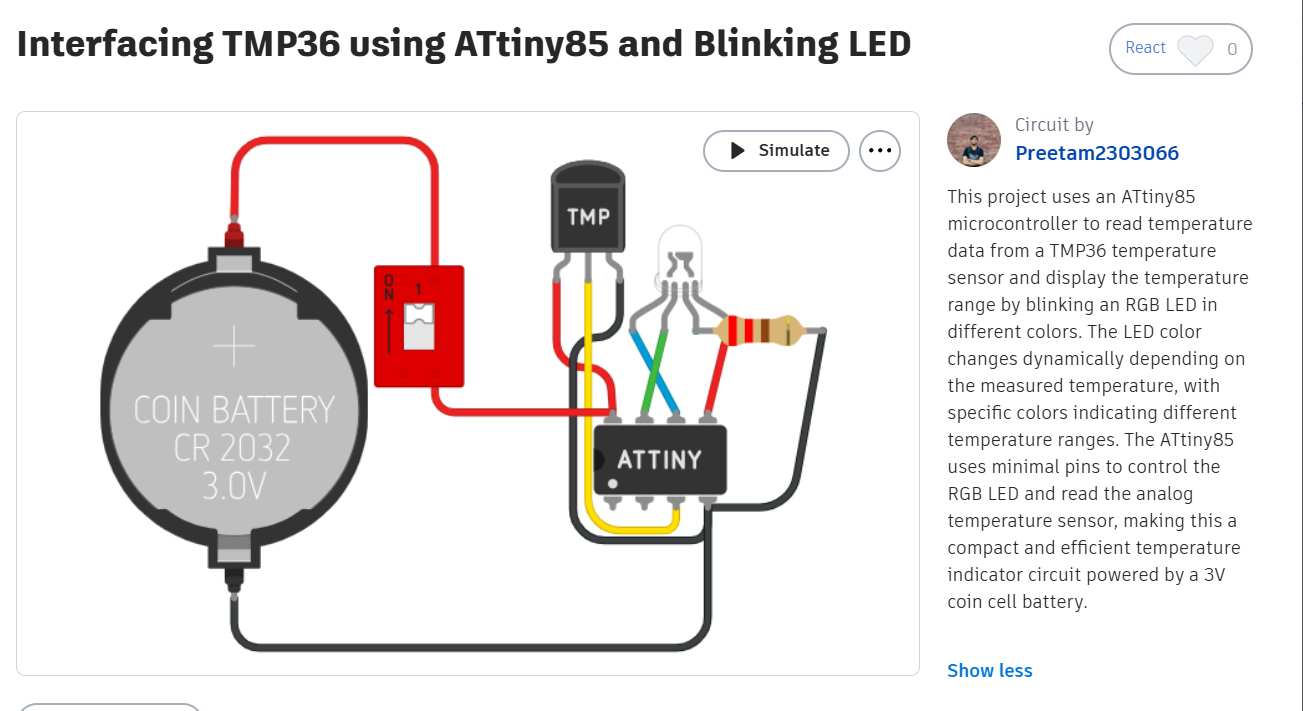 Interfacing TMP36 using ATtiny85 and Blinking LED
React 0
Simulate
Circuit by
Preetam2303066
This project uses an ATtiny85
microcontroller to read temperature
data from a TMP36 temperature
sensor and display the temperature
range by blinking an RGB LED in
different colors. The LED color
changes dynamically depending on
the measured temperature, with
specific colors indicating different
temperature ranges. The ATtiny85
uses minimal pins to control the
RGB LED and read the analog
temperature sensor, making this a
compact and efficient temperature
indicator circuit powered by a 3V
coin cell battery.
Show less
TMP
ON
1
COIN BATTERY
CR 2032
3.0V
ATTINY